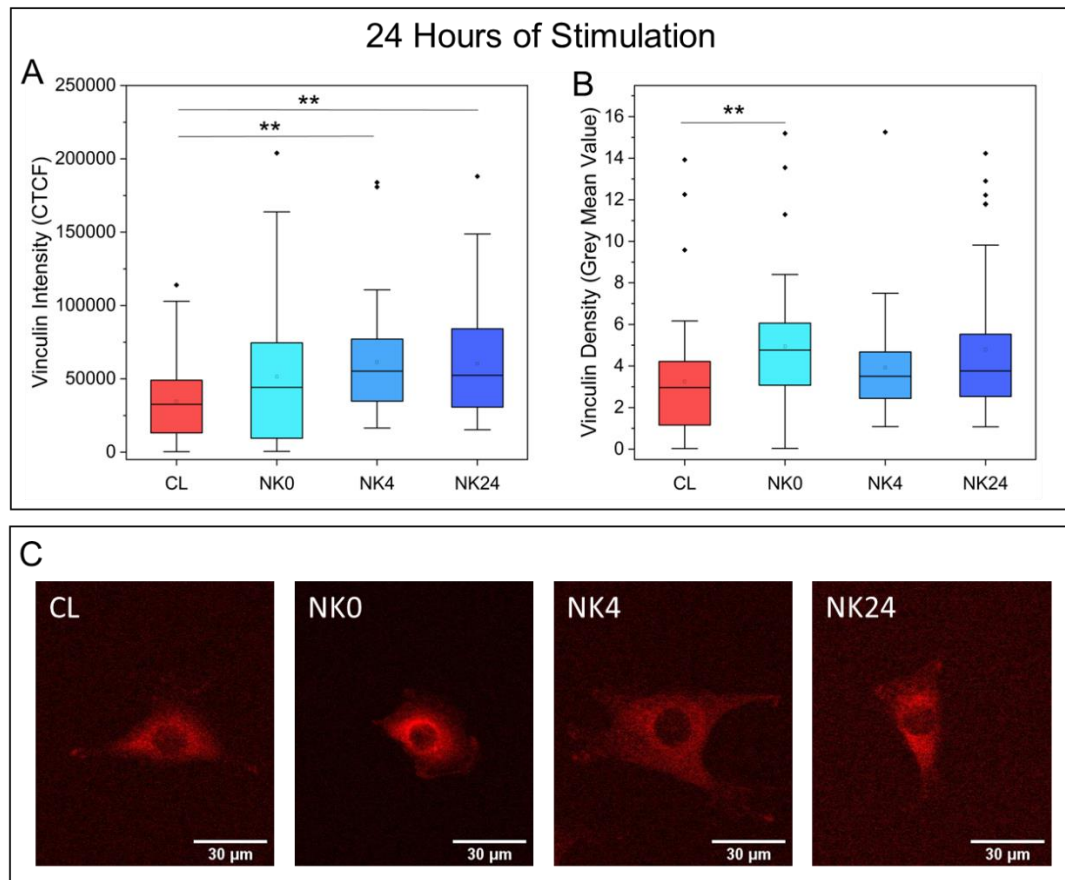 24 Hours of Stimulation
A
250000
200000
150000
100000
50000
0
Vinculin Intensity (CTCF)
**
**
CL NK0 NK4 NK24
B
16
14
12
10
8
6
4
2
0
Vinculin Density (Grey Mean Value)
**
CL NK0 NK4 NK24
C
CL NK0 NK4 NK24
30 µm 30 µm 30 µm 30 µm